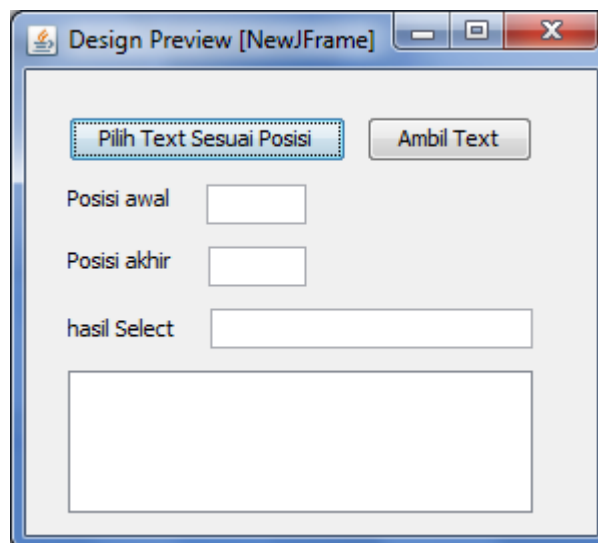 Design Preview [NewJFrame]
Pilih Text Sesuai Posisi Ambil Text
Posisi awal
Posisi akhir
hasil Select